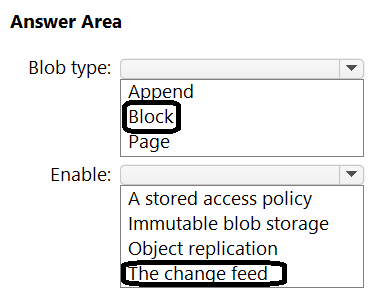 Answer Area
Blob type:
Append
Block
Page
Enable:
A stored access policy
Immutable blob storage
Object replication
The change feed